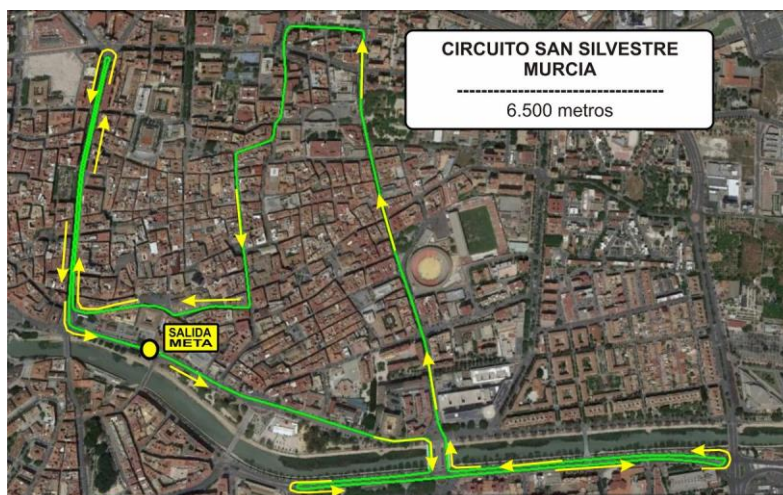 CIRCUITO SAN SILVESTRE
MURCIA
----------------------------------
6.500 metros
SALIDA
META